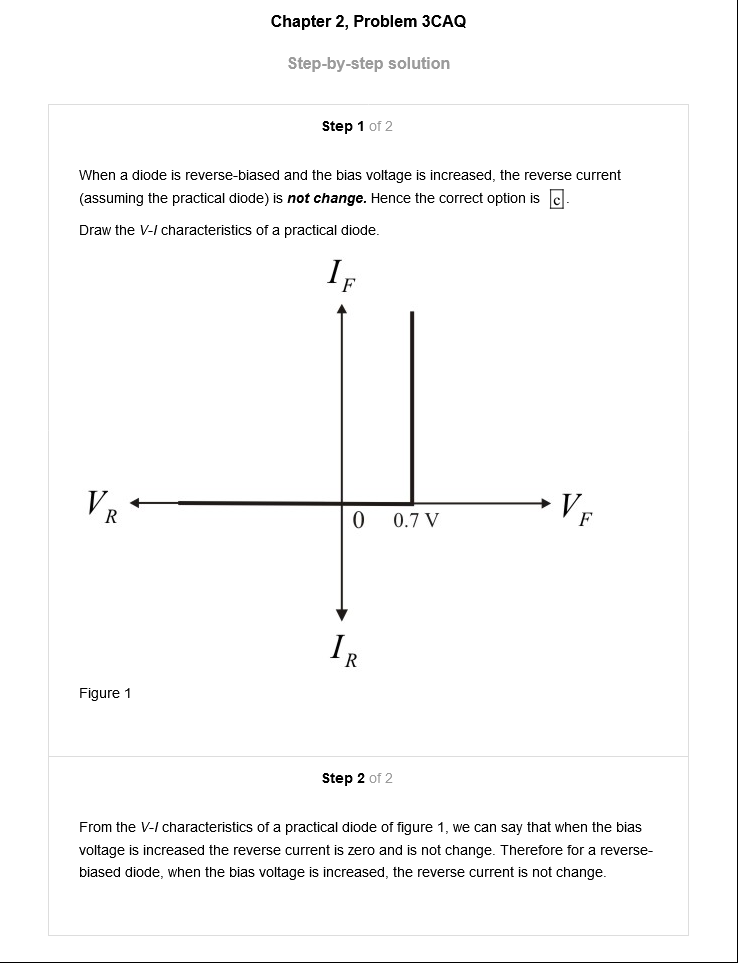 Chapter 2, Problem 3CAQ
Step-by-step solution
Step 1 of 2
When a diode is reverse-biased and the bias voltage is increased, the reverse current
(assuming the practical diode) is not change. Hence the correct option is c.
Draw the V-I characteristics of a practical diode.
I_F
V_R
0
0.7 V
V_F
I_R
Figure 1
Step 2 of 2
From the V-I characteristics of a practical diode of figure 1, we can say that when the bias
voltage is increased the reverse current is zero and is not change. Therefore for a reverse-
biased diode, when the bias voltage is increased, the reverse current is not change.